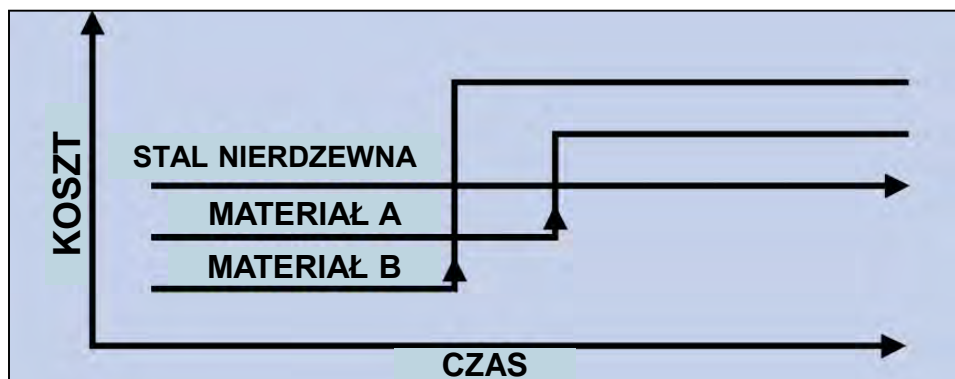 KOSZT
STAL NIERDZEWNA
MATERIAŁ A
MATERIAŁ B
CZAS